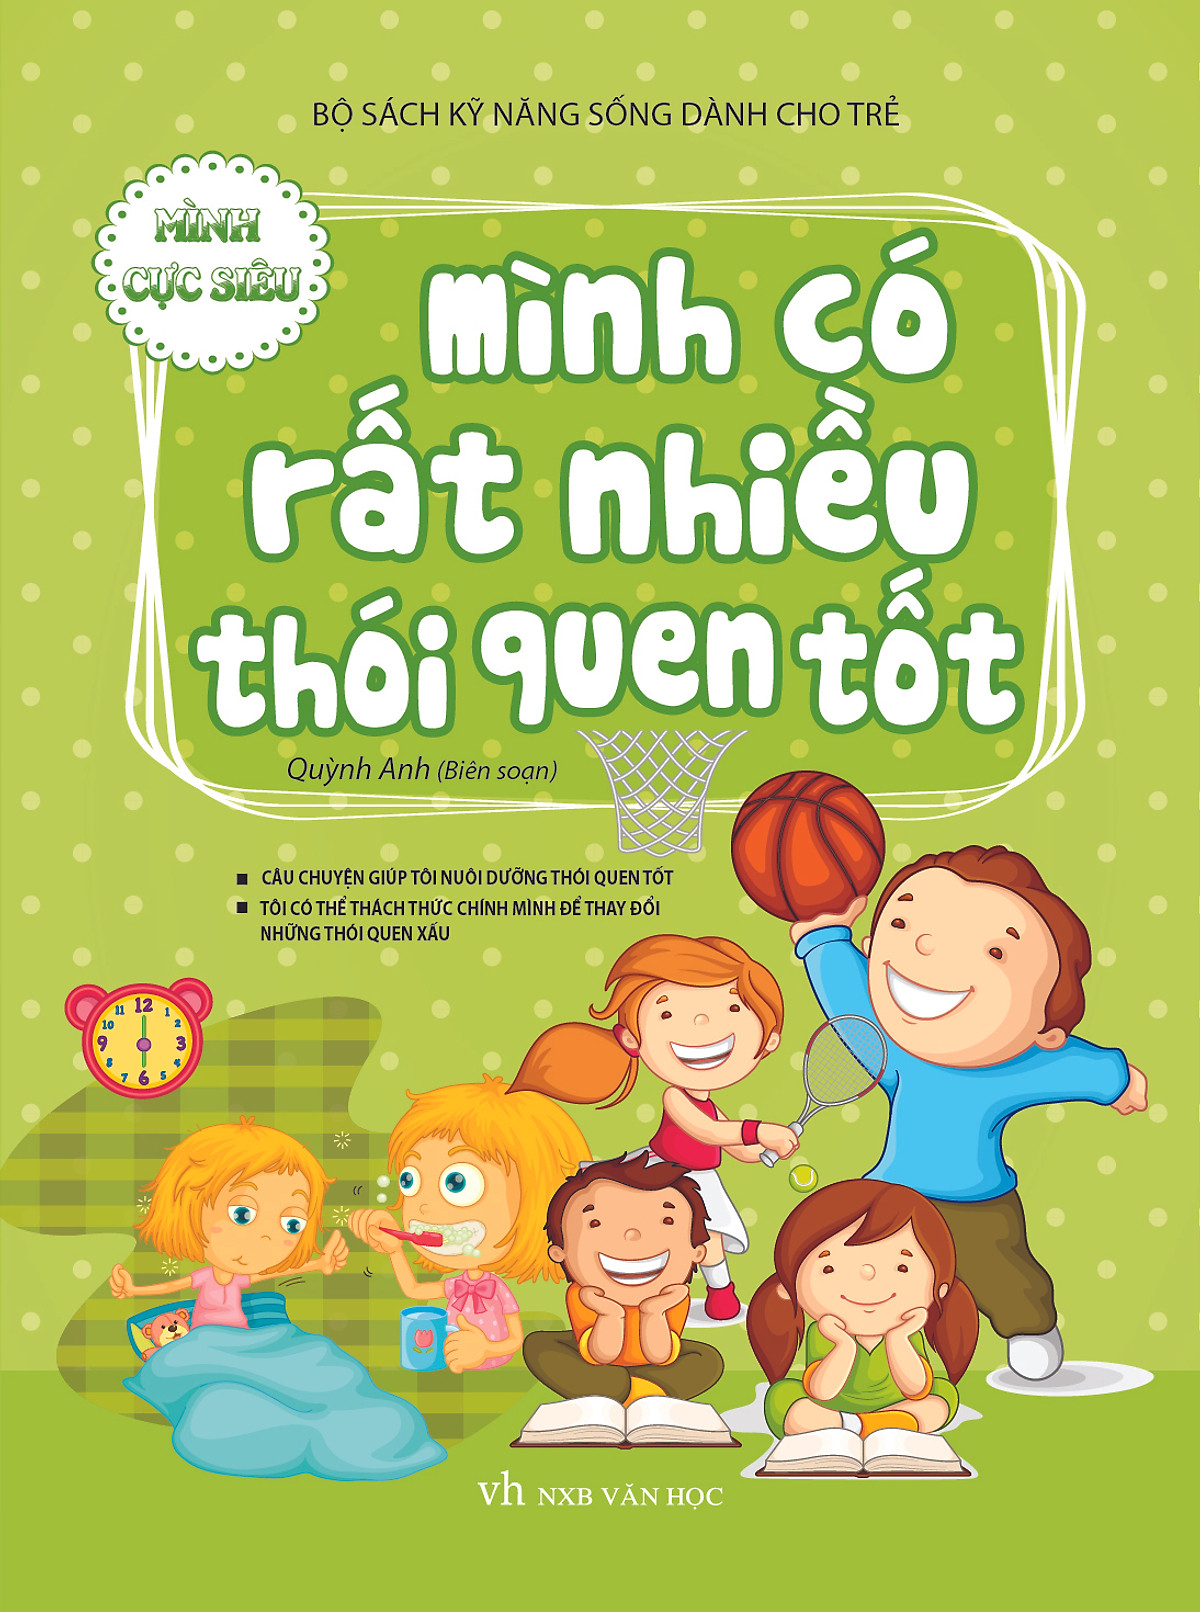 BỘ SÁCH KỸ NĂNG SỐNG DÀNH CHO TRẺ
MÌNH
CỰC SIÊU
mình có
rất nhiều
thói quen tốt
Quỳnh Anh (Biên soạn)
■ CÂU CHUYỆN GIÚP TÔI NUÔI DƯỠNG THÓI QUEN TỐT
■ TÔI CÓ THỂ THÁCH THỨC CHÍNH MÌNH ĐỂ THAY ĐỔI
NHỮNG THÓI QUEN XẤU
12
11 1
10 2
9 3
8 4
7 5
6
vh NXB VĂN HỌC